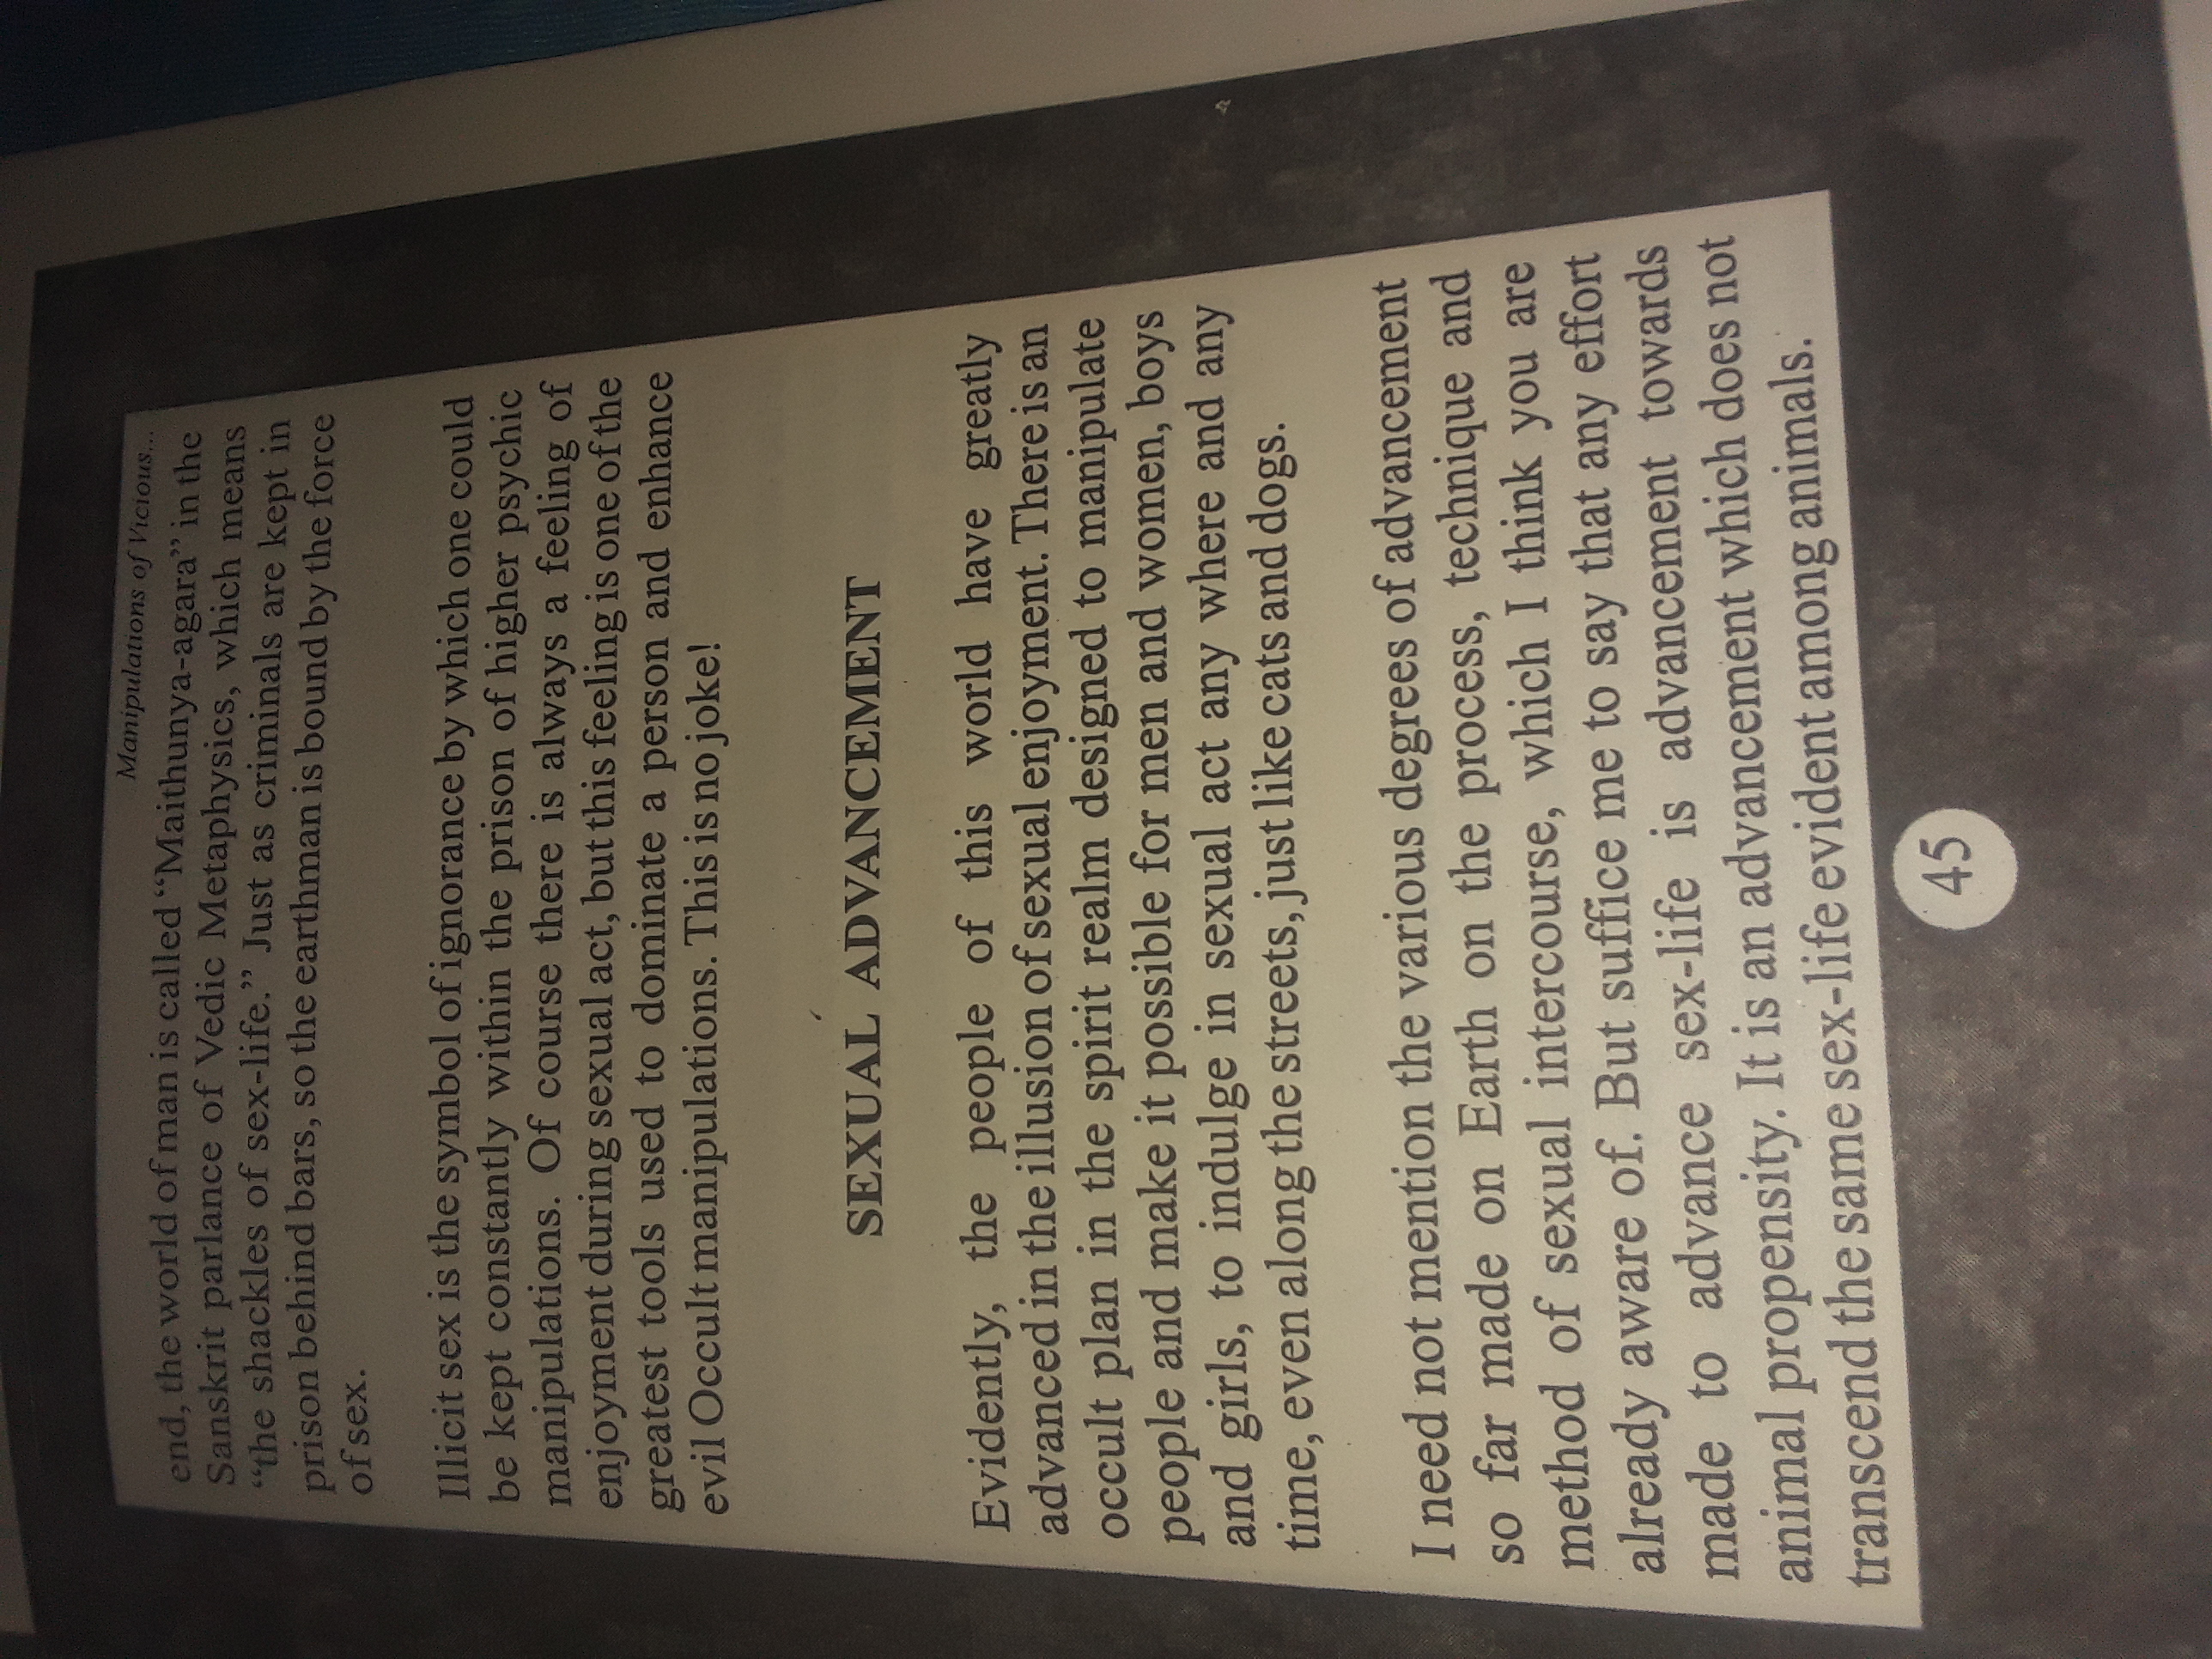 Manipulations of Vicious...
end, the world of man is called “Maithunya-agara” in the
Sanskrit parlance of Vedic Metaphysics, which means
“the shackles of sex-life.” Just as criminals are kept in
prison behind bars, so the earthman is bound by the force
of sex.
Illicit sex is the symbol of ignorance by which one could
be kept constantly within the prison of higher psychic
manipulations. Of course there is always a feeling of
enjoyment during sexual act, but this feeling is one of the
greatest tools used to dominate a person and enhance
evil Occult manipulations. This is no joke!
SEXUAL ADVANCEMENT
Evidently, the people of this world have greatly
advanced in the illusion of sexual enjoyment. There is an
occult plan in the spirit realm designed to manipulate
people and make it possible for men and women, boys
and girls, to indulge in sexual act any where and any
time, even along the streets, just like cats and dogs.
I need not mention the various degrees of advancement
so far made on Earth on the process, technique and
method of sexual intercourse, which I think you are
already aware of. But suffice me to say that any effort
made to advance sex-life is advancement towards
animal propensity. It is an advancement which does not
transcend the same sex-life evident among animals.
45